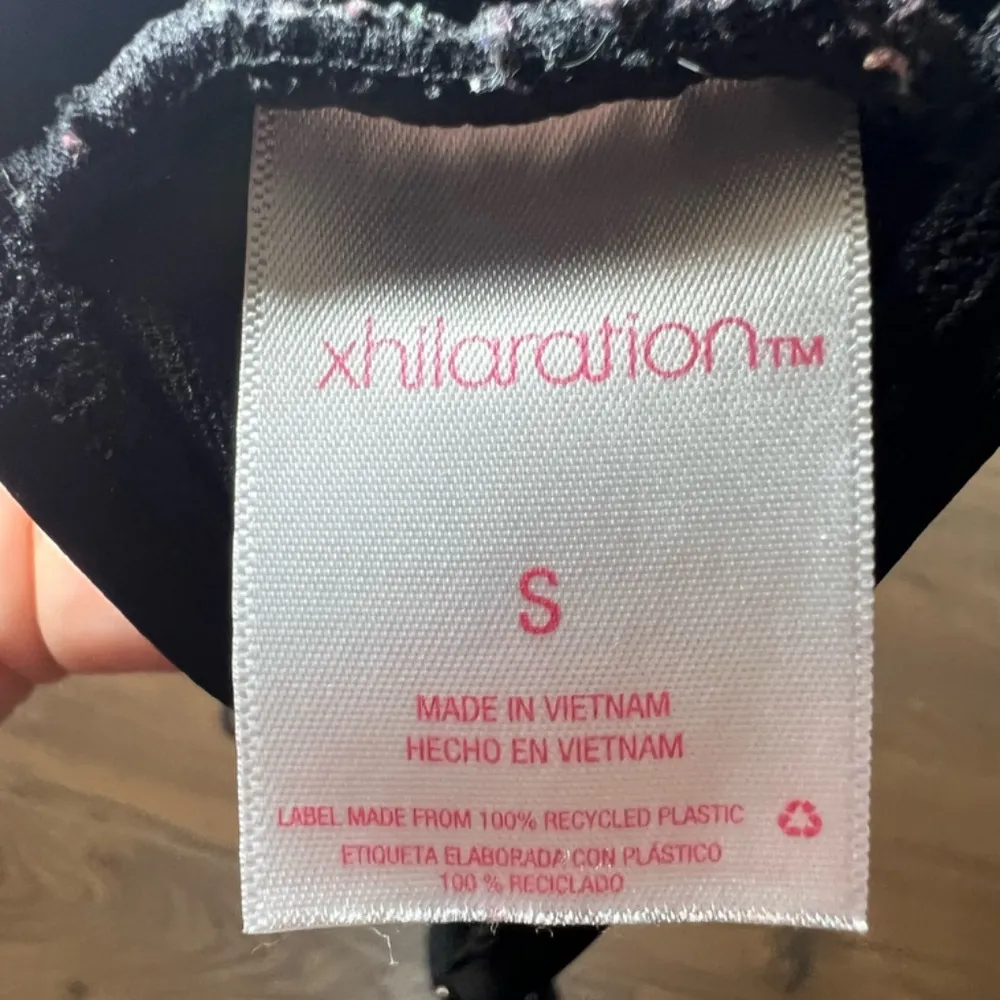 xhilaration™
S
MADE IN VIETNAM
HECHO EN VIETNAM
LABEL MADE FROM 100% RECYCLED PLASTIC
ETIQUETA ELABORADA CON PLÁSTICO
100 % RECICLADO